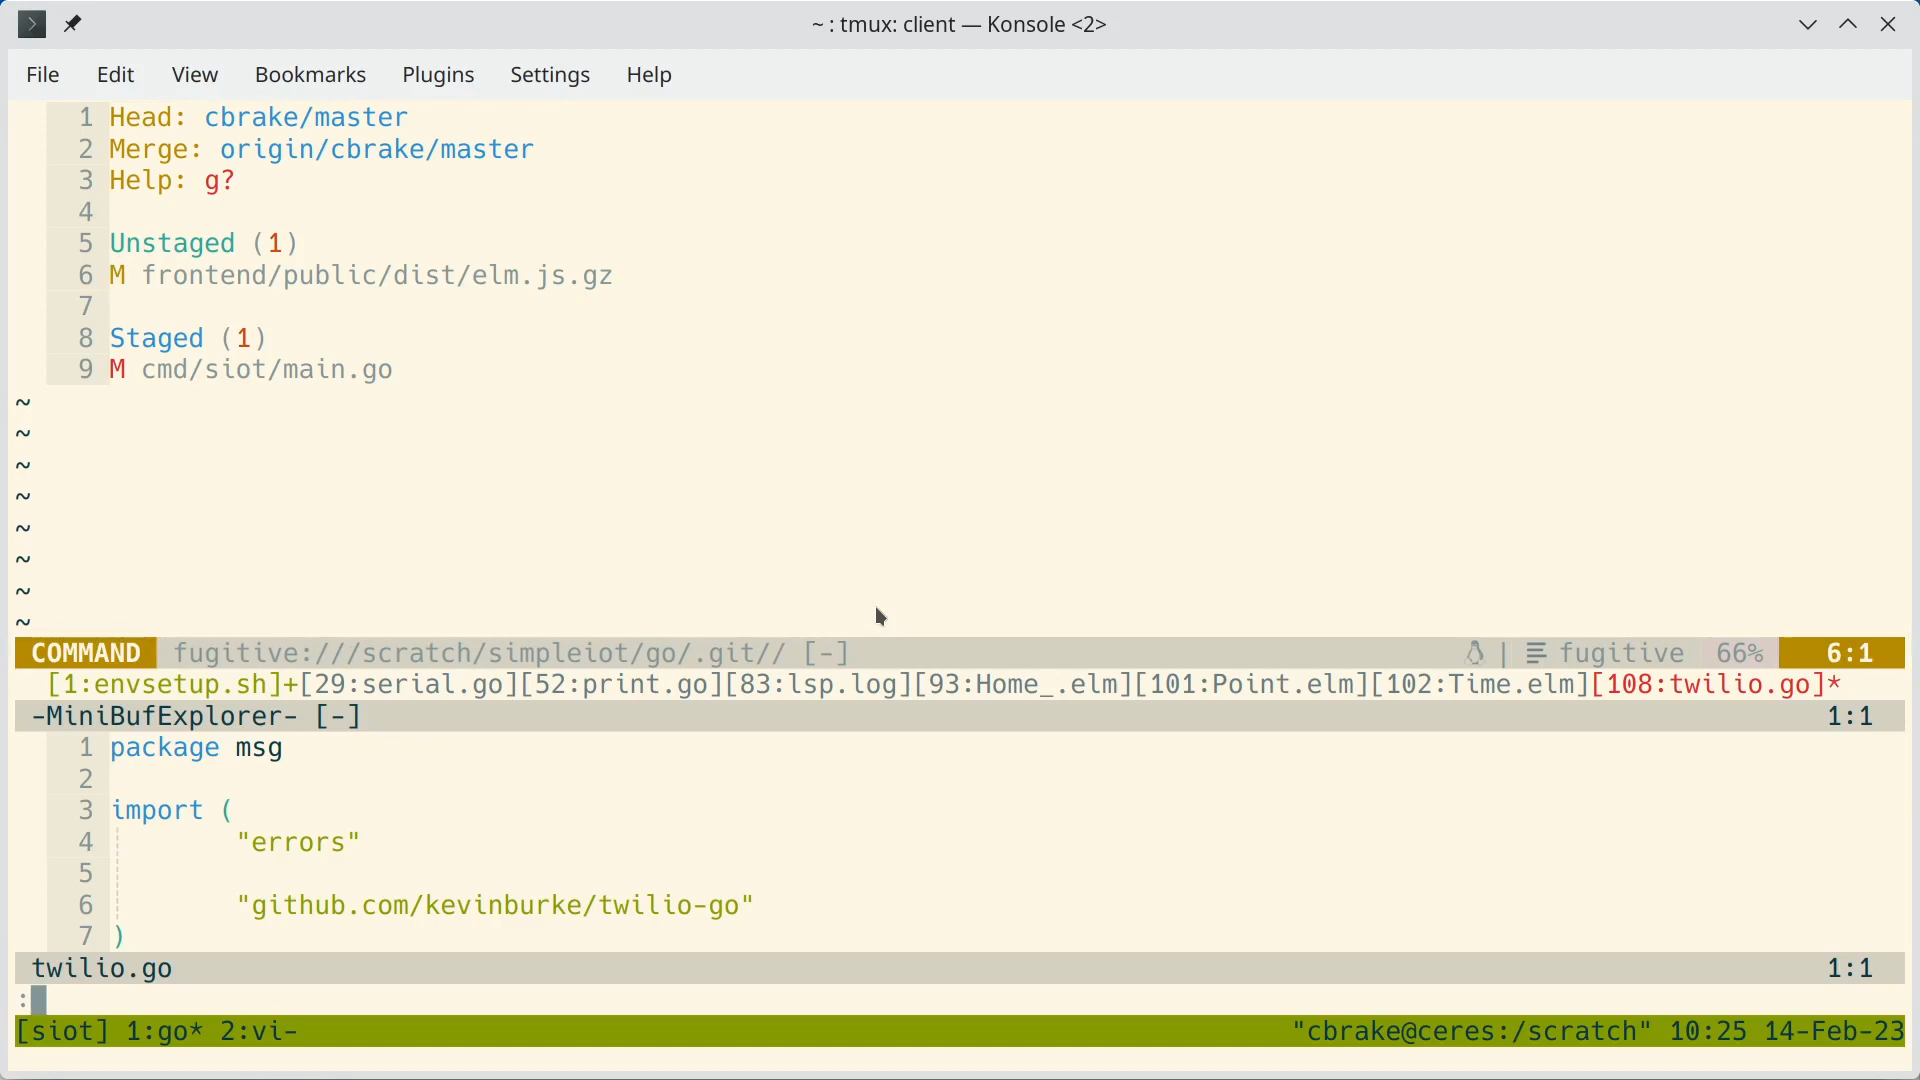 ~ : tmux: client — Konsole <2>
File Edit View Bookmarks Plugins Settings Help
1 Head: cbrake/master
2 Merge: origin/cbrake/master
3 Help: g?
4
5 Unstaged (1)
6 M frontend/public/dist/elm.js.gz
7
8 Staged (1)
9 M cmd/siot/main.go
~
~
~
~
~
~
~
~
COMMAND fugitive:///scratch/simpleiot/go/.git// [-] | fugitive 66% 6:1
[1:envsetup.sh]+[29:serial.go][52:print.go][83:lsp.log][93:Home_.elm][101:Point.elm][102:Time.elm][108:twilio.go]*
-MiniBufExplorer- [-] 1:1
1 package msg
2
3 import (
4 "errors"
5
6 "github.com/kevinburke/twilio-go"
7 )
twilio.go 1:1
:
[siot] 1:go* 2:vi- "cbrake@ceres:/scratch" 10:25 14-Feb-23